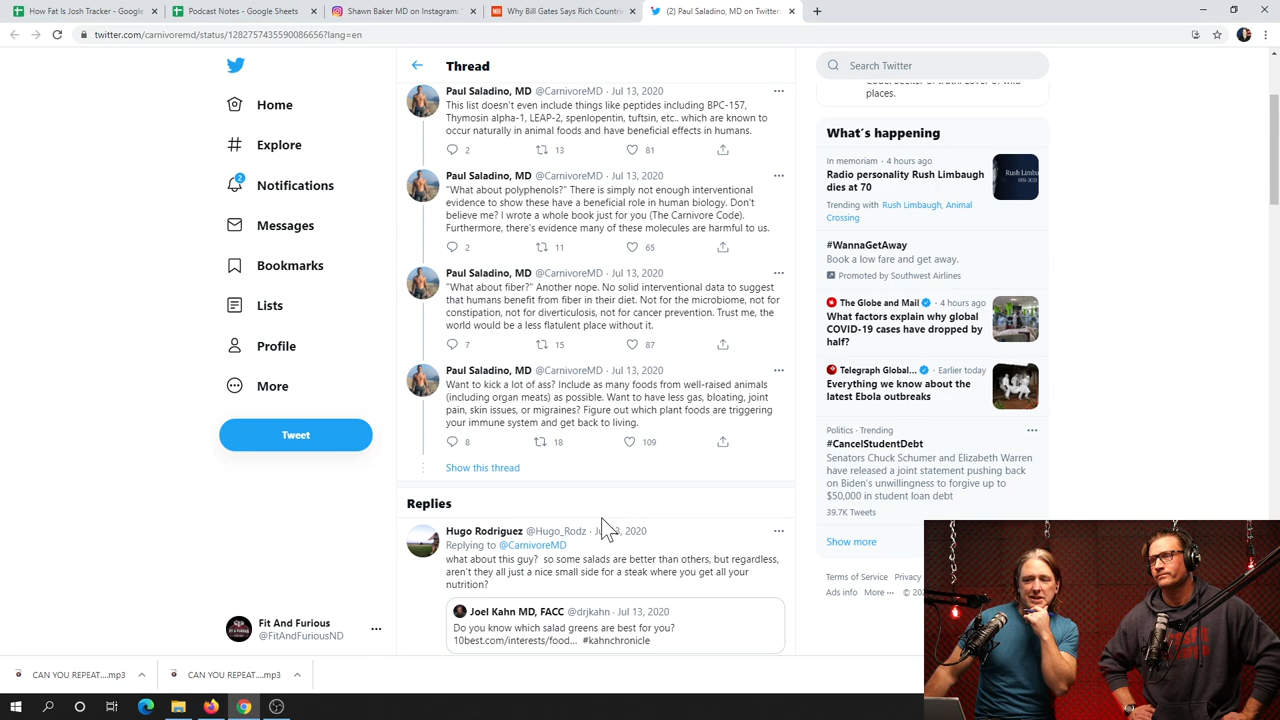 How Fat Is Josh Tracker - Google
Podcast Notes - Google Sheets
Shawn Baker MD on Instagram:
Why Bill Gates Says Rich Countrie
(2) Paul Saladino, MD on Twitter:
twitter.com/carnivoremd/status/1282757435590086656?lang=en
Home
Explore
2
Notifications
Messages
Bookmarks
Lists
Profile
More
Tweet
Fit And Furious
@FitAndFuriousND
Thread
Paul Saladino, MD @CarnivoreMD · Jul 13, 2020
This list doesn't even include things like peptides including BPC-157,
Thymosin alpha-1, LEAP-2, spenlopentin, tuftsin, etc.. which are known to
occur naturally in animal foods and have beneficial effects in humans.
2 13 81
Paul Saladino, MD @CarnivoreMD · Jul 13, 2020
"What about polyphenols?" There is simply not enough interventional
evidence to show these have a beneficial role in human biology. Don't
believe me? I wrote a whole book just for you (The Carnivore Code).
Furthermore, there's evidence many of these molecules are harmful to us.
2 11 65
Paul Saladino, MD @CarnivoreMD · Jul 13, 2020
"What about fiber?" Another nope. No solid interventional data to suggest
that humans benefit from fiber in their diet. Not for the microbiome, not for
constipation, not for diverticulosis, not for cancer prevention. Trust me, the
world would be a less flatulent place without it.
7 15 87
Paul Saladino, MD @CarnivoreMD · Jul 13, 2020
Want to kick a lot of ass? Include as many foods from well-raised animals
(including organ meats) as possible. Want to have less gas, bloating, joint
pain, skin issues, or migraines? Figure out which plant foods are triggering
your immune system and get back to living.
8 18 109
Show this thread
Replies
Hugo Rodriguez @Hugo_Rodz · 2020
Replying to @CarnivoreMD
what about this guy? so some salads are better than others, but regardless,
aren't they all just a nice small side for a steak where you get all your
nutrition?
Joel Kahn MD, FACC @drjkahn · Jul 13, 2020
Do you know which salad greens are best for you?
10best.com/interests/food... #kahnchronicle
Search Twitter
places.
What's happening
In memoriam · 4 hours ago
Radio personality Rush Limbaugh
dies at 70
Trending with Rush Limbaugh, Animal
Crossing
#WannaGetAway
Book a low fare and get away.
Promoted by Southwest Airlines
The Globe and Mail · 4 hours ago
What factors explain why global
COVID-19 cases have dropped by
half?
Telegraph Global... · Earlier today
Everything we know about the
latest Ebola outbreaks
Politics · Trending
#CancelStudentDebt
Senators Chuck Schumer and Elizabeth Warren
have released a joint statement pushing back
on Biden's unwillingness to forgive up to
$50,000 in student loan debt
39.7K Tweets
Show more
Terms of Service Privacy
Ads info More ···
CAN YOU REPEAT....mp3
CAN YOU REPEAT....mp3